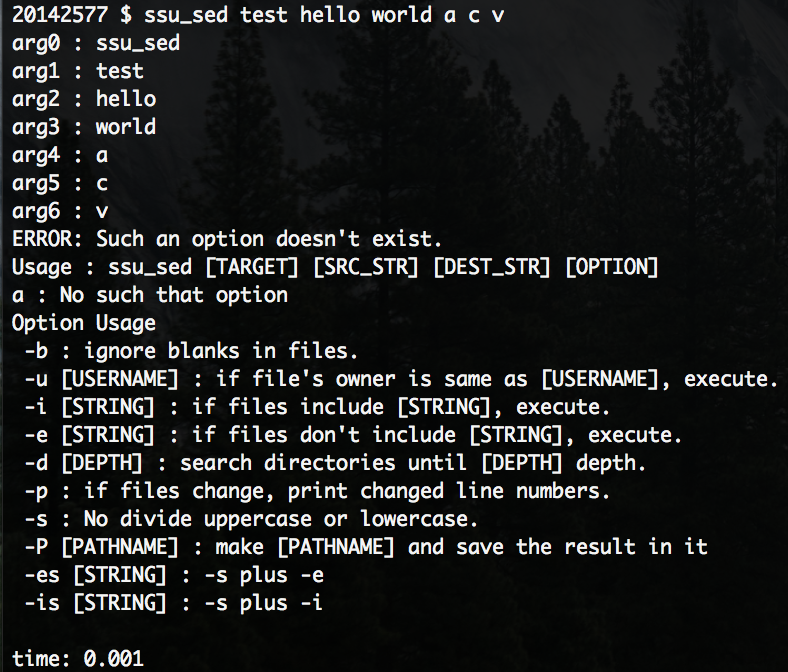 20142577 $ ssu_sed test hello world a c v
arg0 : ssu_sed
arg1 : test
arg2 : hello
arg3 : world
arg4 : a
arg5 : c
arg6 : v
ERROR: Such an option doesn't exist.
Usage : ssu_sed [TARGET] [SRC_STR] [DEST_STR] [OPTION]
a : No such that option
Option Usage
 -b : ignore blanks in files.
 -u [USERNAME] : if file's owner is same as [USERNAME], execute.
 -i [STRING] : if files include [STRING], execute.
 -e [STRING] : if files don't include [STRING], execute.
 -d [DEPTH] : search directories until [DEPTH] depth.
 -p : if files change, print changed line numbers.
 -s : No divide uppercase or lowercase.
 -P [PATHNAME] : make [PATHNAME] and save the result in it
 -es [STRING] : -s plus -e
 -is [STRING] : -s plus -i

time: 0.001